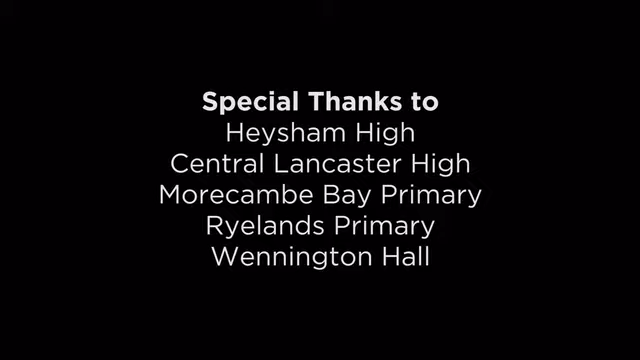 Special Thanks to
Heysham High
Central Lancaster High
Morecambe Bay Primary
Ryelands Primary
Wennington Hall